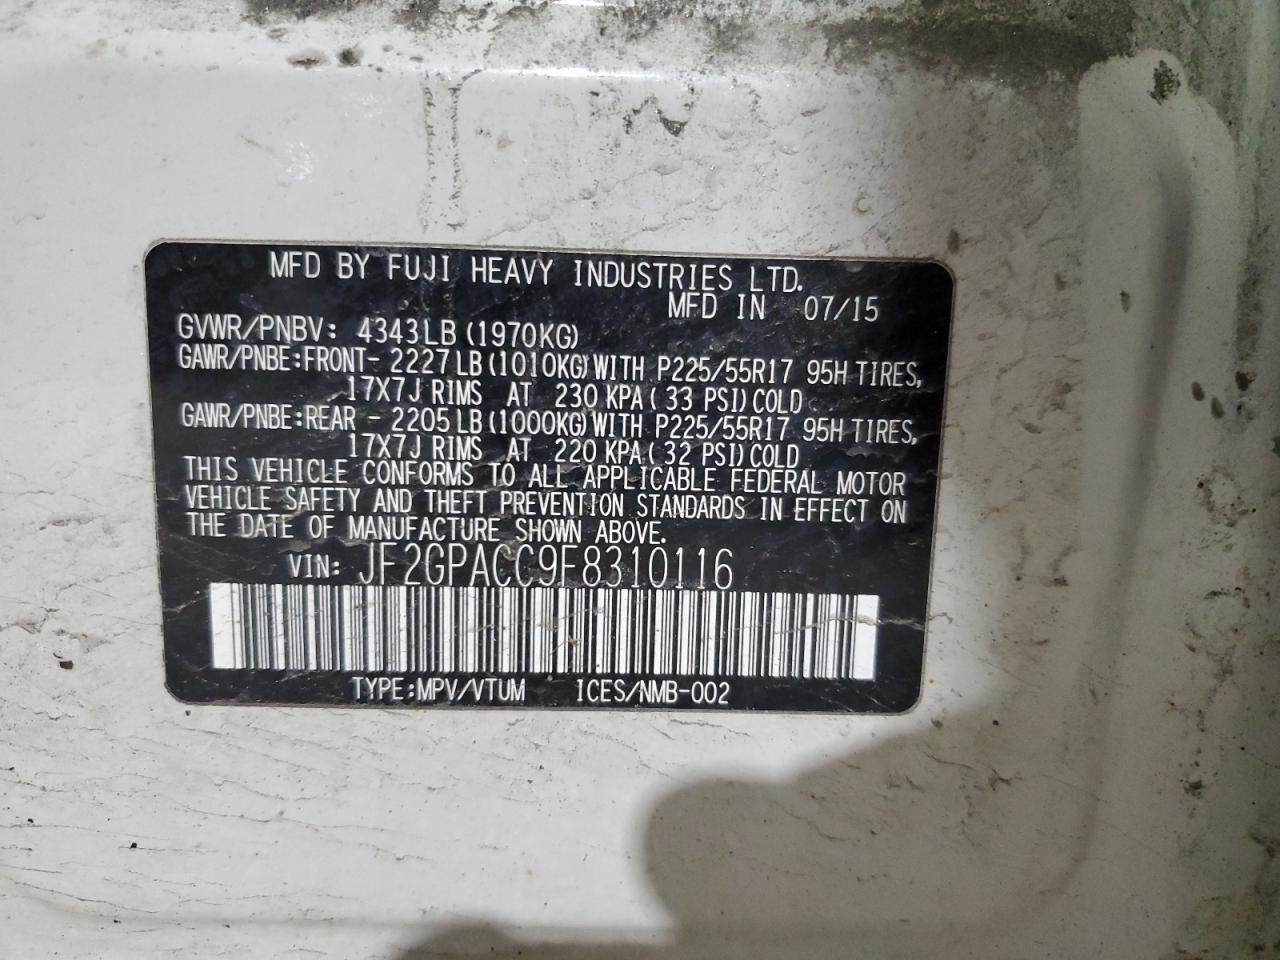 MFD BY FUJI HEAVY INDUSTRIES LTD.
MFD IN 07/15
GVWR/PNBV: 4343LB (1970KG)
GAWR/PNBE:FRONT- 2227LB (1010KG) WITH P225/55R17 95H TIRES,
17X7J RIMS AT 230 KPA (33 PSI) COLD
GAWR/PNBE:REAR - 2205LB (1000KG) WITH P225/55R17 95H TIRES,
17X7J RIMS AT 220 KPA (32 PSI) COLD
THIS VEHICLE CONFORMS TO ALL APPLICABLE FEDERAL MOTOR
VEHICLE SAFETY AND THEFT PREVENTION STANDARDS IN EFFECT ON
THE DATE OF MANUFACTURE SHOWN ABOVE.
VIN: JF2GPACC9F8310116
TYPE:MPV/VTUM ICES/NMB-002